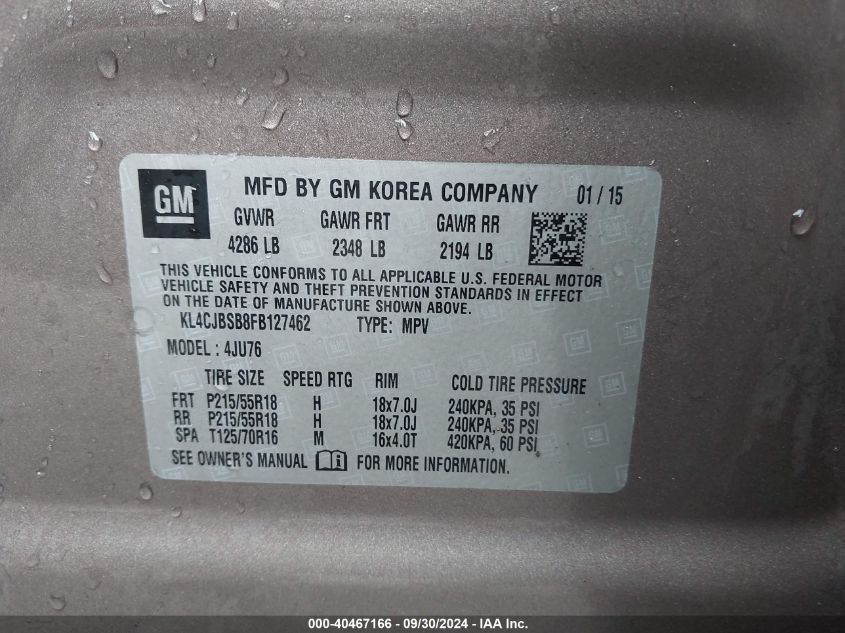 GM MFD BY GM KOREA COMPANY 01 / 15
GVWR GAWR FRT GAWR RR
4286 LB 2348 LB 2194 LB
THIS VEHICLE CONFORMS TO ALL APPLICABLE U.S. FEDERAL MOTOR
VEHICLE SAFETY AND THEFT PREVENTION STANDARDS IN EFFECT
ON THE DATE OF MANUFACTURE SHOWN ABOVE.
KL4CJBSB8FB127462 TYPE: MPV
MODEL : 4JU76
TIRE SIZE SPEED RTG RIM COLD TIRE PRESSURE
FRT P215/55R18 H 18x7.0J 240KPA, 35 PSI
RR P215/55R18 H 18x7.0J 240KPA, 35 PSI
SPA T125/70R16 M 16x4.0T 420KPA, 60 PSI
SEE OWNER'S MANUAL FOR MORE INFORMATION.
000-40467166 - 09/30/2024 - IAA Inc.